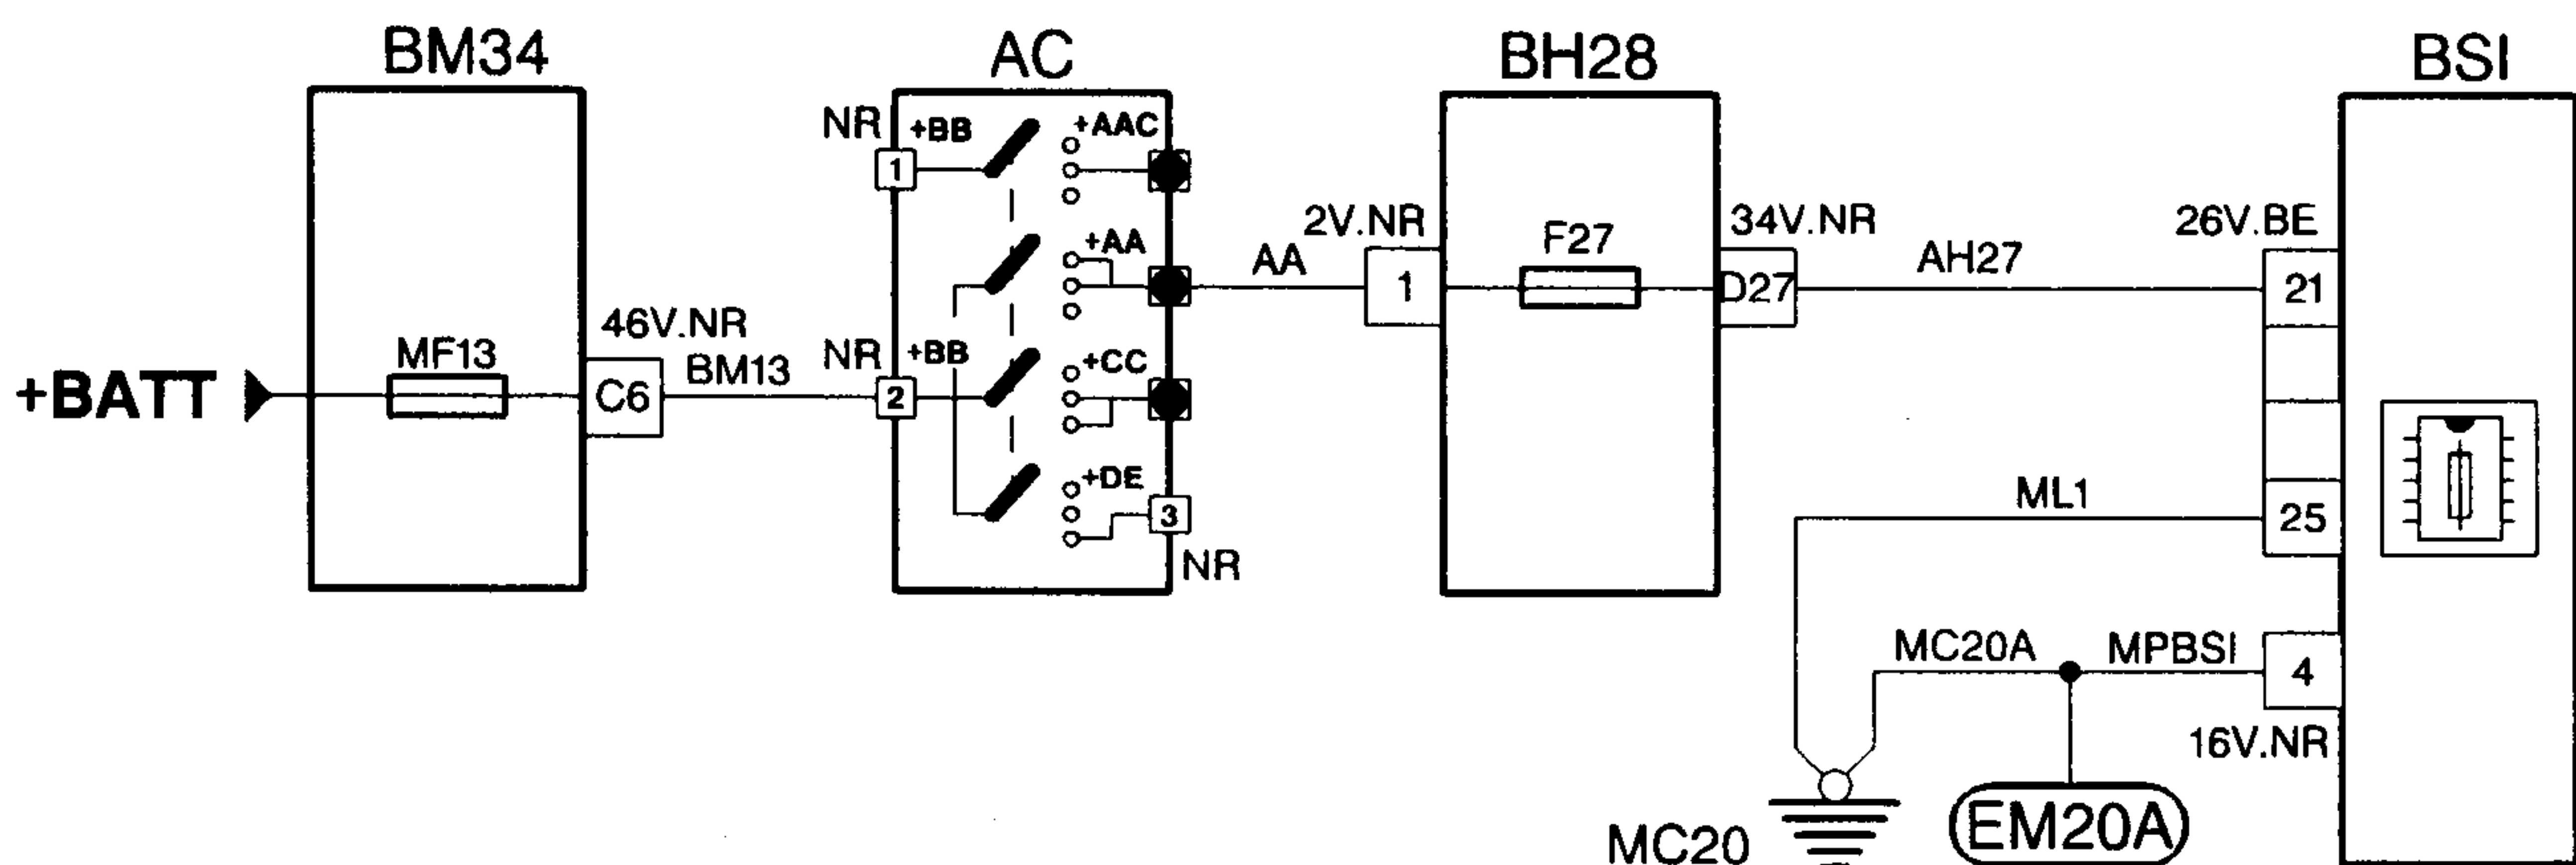 BM34
AC
BH28
BSI
NR
+BB
+AAC
1
+AA
AA
2V.NR
1
F27
34V.NR
D27
AH27
26V.BE
21
+BATT
MF13
46V.NR
C6
BM13
NR
+BB
2
+CC
+DE
3
NR
ML1
25
MC20A
MPBSI
4
16V.NR
MC20
EM20A